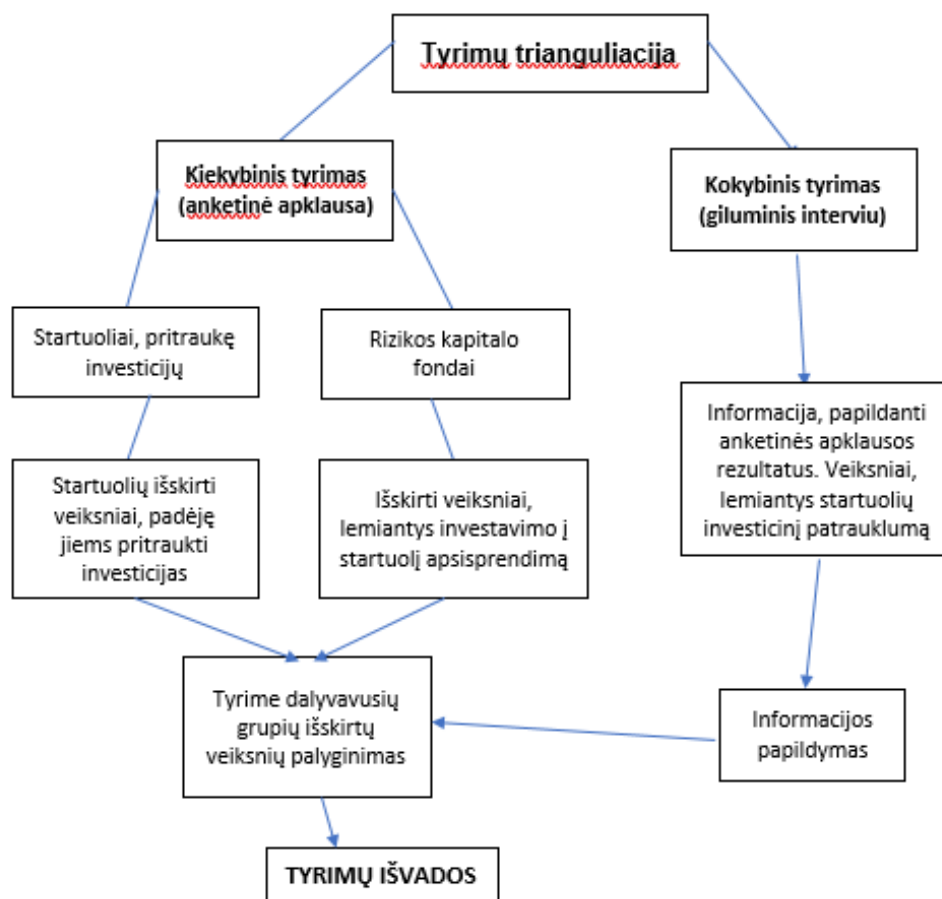 Tyrimų trianguliacija
Kiekybinis tyrimas
(anketinė apklausa)
Kokybinis tyrimas
(giluminis interviu)
Startuoliai, pritraukę
investicijų
Rizikos kapitalo
fondai
Informacija, papildanti
anketinės apklausos
rezultatus. Veiksniai,
lemiantys startuolių
investicinį patrauklumą
Startuolių išskirti
veiksniai, padėję
jiems pritraukti
investicijas
Išskirti veiksniai,
lemiantys investavimo į
startuolį apsisprendimą
Tyrime dalyvavusių
grupių išskirtų
veiksnių palyginimas
Informacijos
papildymas
TYRIMŲ IŠVADOS